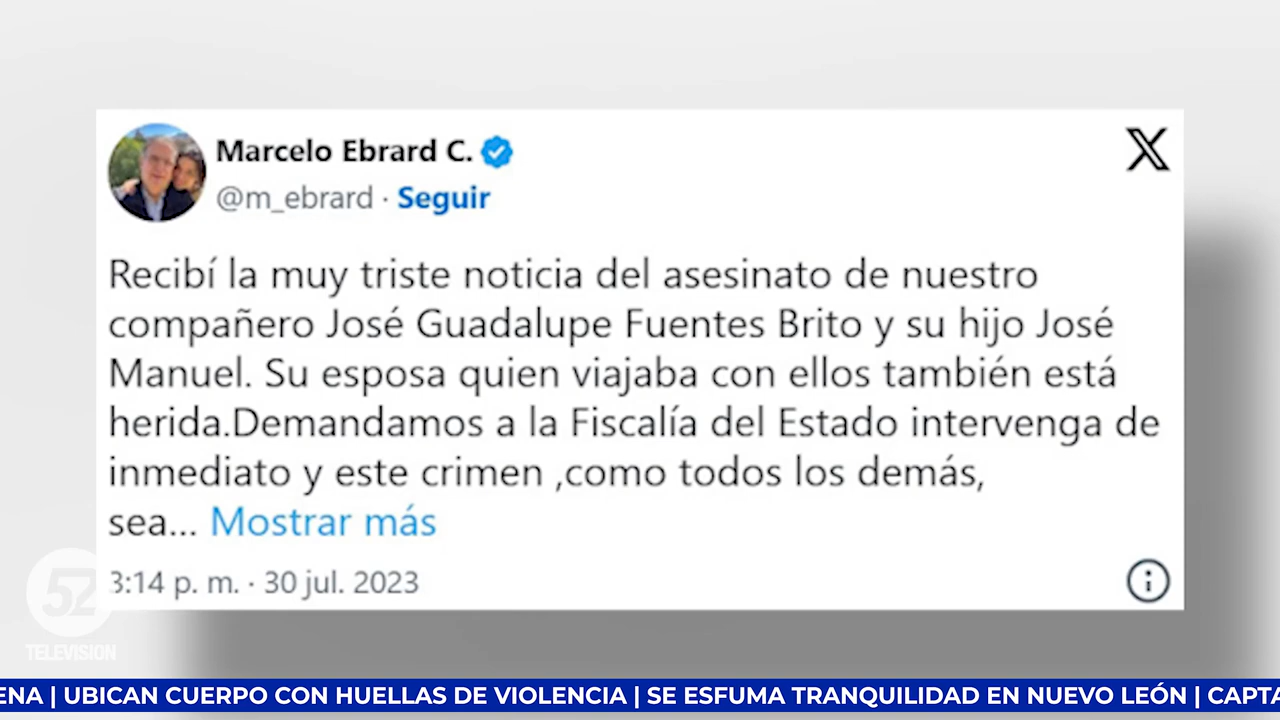 Marcelo Ebrard C.
@m_ebrard · Seguir
Recibí la muy triste noticia del asesinato de nuestro
compañero José Guadalupe Fuentes Brito y su hijo José
Manuel. Su esposa quien viajaba con ellos también está
herida.Demandamos a la Fiscalía del Estado intervenga de
inmediato y este crimen ,como todos los demás,
sea... Mostrar más
3:14 p. m. · 30 jul. 2023
52
TELEVISION
ENA | UBICAN CUERPO CON HUELLAS DE VIOLENCIA | SE ESFUMA TRANQUILIDAD EN NUEVO LEÓN | CAPTA